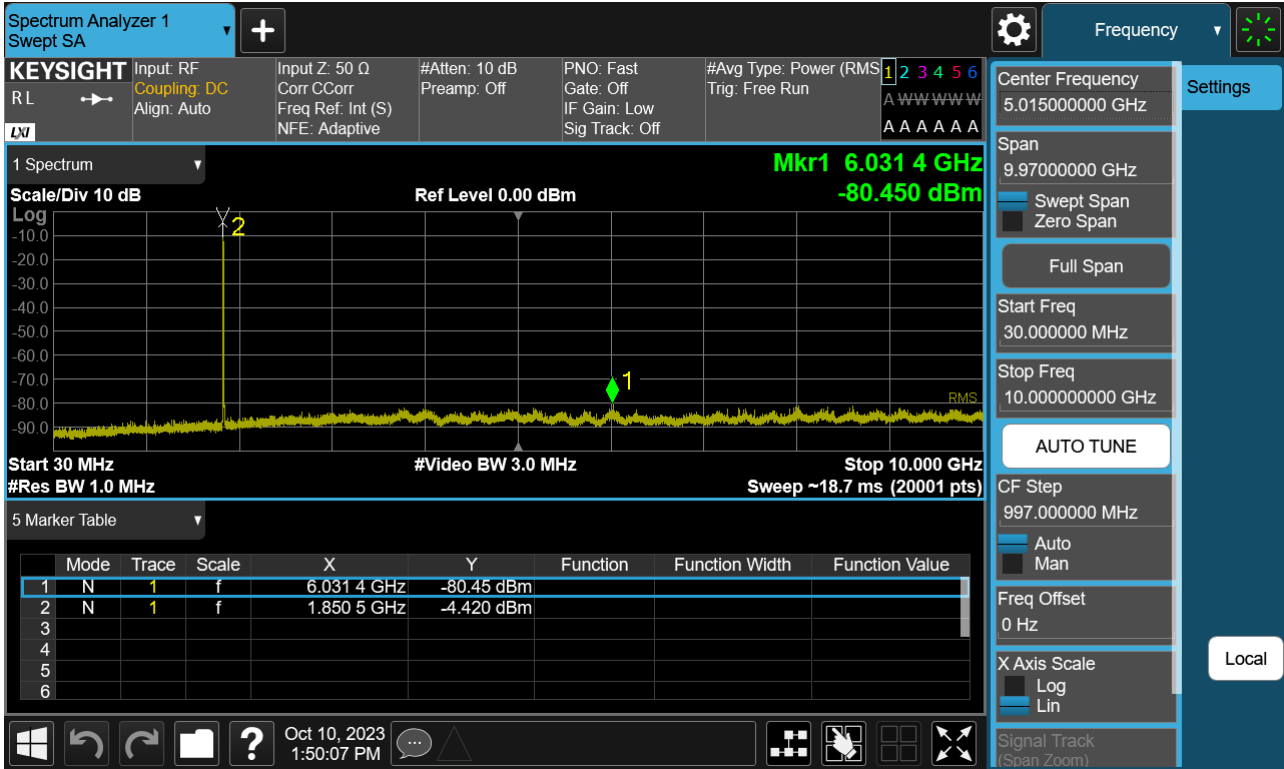 Spectrum Analyzer 1
Swept SA
Frequency
KEYSIGHT
R L
LXI
Input: RF
Coupling: DC
Align: Auto
Input Z: 50 Ω
Corr CCorr
Freq Ref: Int (S)
NFE: Adaptive
#Atten: 10 dB
Preamp: Off
PNO: Fast
Gate: Off
IF Gain: Low
Sig Track: Off
#Avg Type: Power (RMS
Trig: Free Run
1 2 3 4 5 6
A W W W W W
A A A A A A
1 Spectrum
Mkr1 6.031 4 GHz
Scale/Div 10 dB
Ref Level 0.00 dBm
-80.450 dBm
Log
2
-10.0
-20.0
-30.0
-40.0
-50.0
-60.0
-70.0
1
-80.0
RMS
-90.0
Start 30 MHz
#Video BW 3.0 MHz
Stop 10.000 GHz
#Res BW 1.0 MHz
Sweep ~18.7 ms (20001 pts)
5 Marker Table
Mode Trace Scale X Y Function Function Width Function Value
1 N 1 f 6.031 4 GHz -80.45 dBm
2 N 1 f 1.850 5 GHz -4.420 dBm
3
4
5
6
Oct 10, 2023
1:50:07 PM
Center Frequency
5.015000000 GHz
Span
9.97000000 GHz
Swept Span
Zero Span
Full Span
Start Freq
30.000000 MHz
Stop Freq
10.000000000 GHz
AUTO TUNE
CF Step
997.000000 MHz
Auto
Man
Freq Offset
0 Hz
X Axis Scale
Log
Lin
Signal Track
(Span Zoom)
Settings
Local